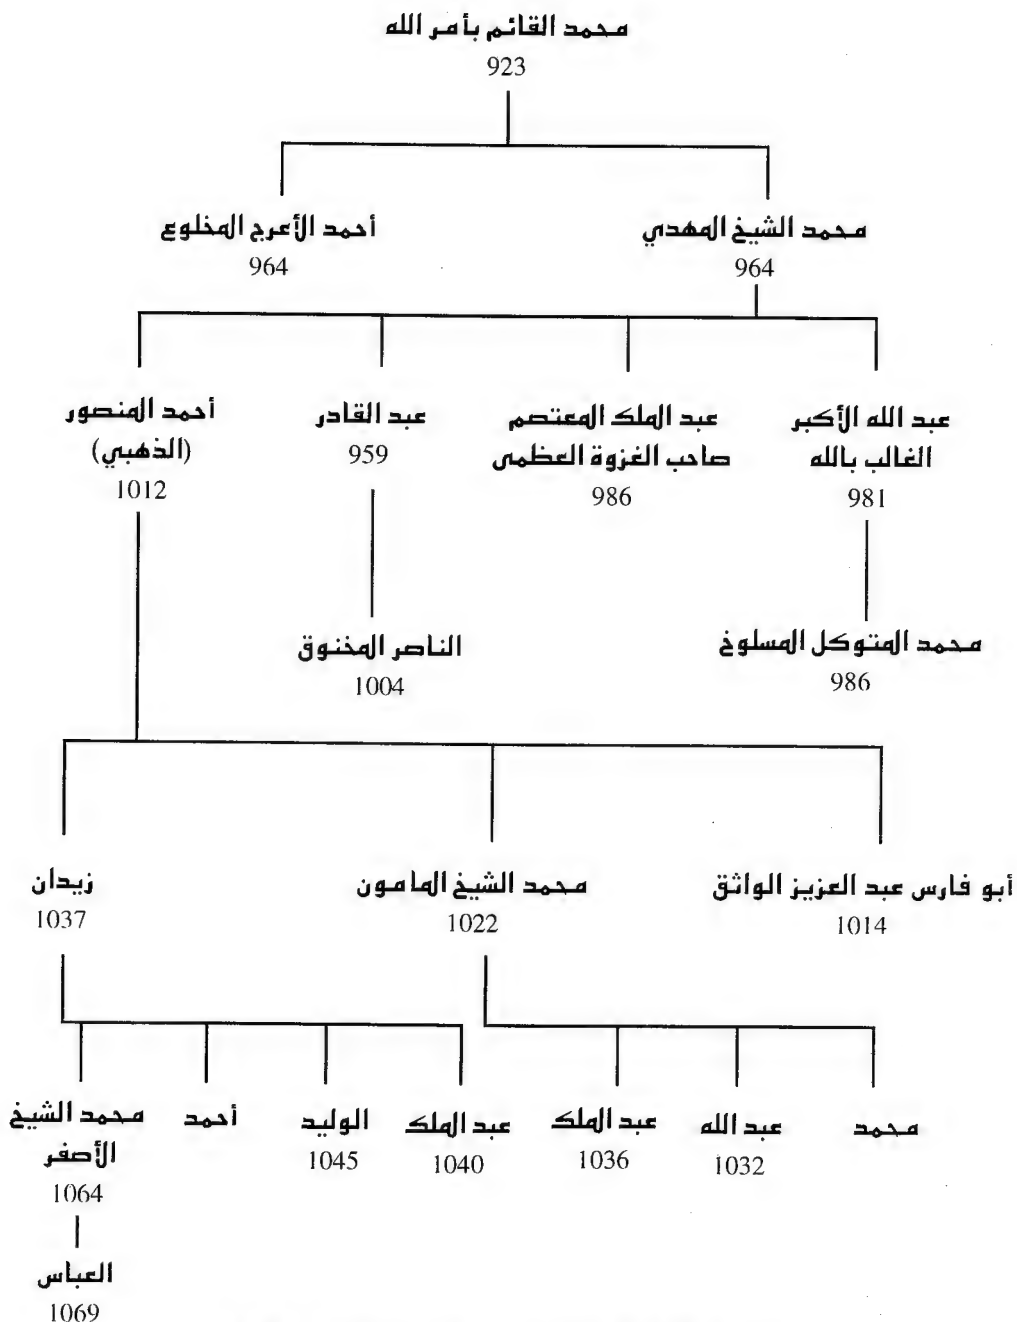 محمد القائم بأمر الله
923
محمد الشيخ المهدي
964
أحمد الأعرج المخلوع
964
عبد الله الأكبر
الغالب بالله
981
عبد الملك المعتصم
صاحب الغزوة العظمى
986
عبد القادر
959
أحمد المنصور
(الذهبي)
1012
محمد المتوكل المسلوخ
986
الناصر المخنوق
1004
أبو فارس عبد العزيز الواثق
1014
محمد الشيخ المامون
1022
زيدان
1037
محمد
عبد الله
1032
عبد الملك
1036
عبد الملك
1040
الوليد
1045
أحمد
محمد الشيخ
الأصفر
1064
العباس
1069